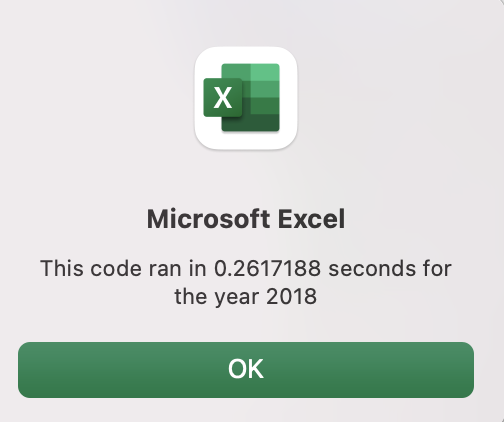 X
Microsoft Excel
This code ran in 0.2617188 seconds for
the year 2018
OK